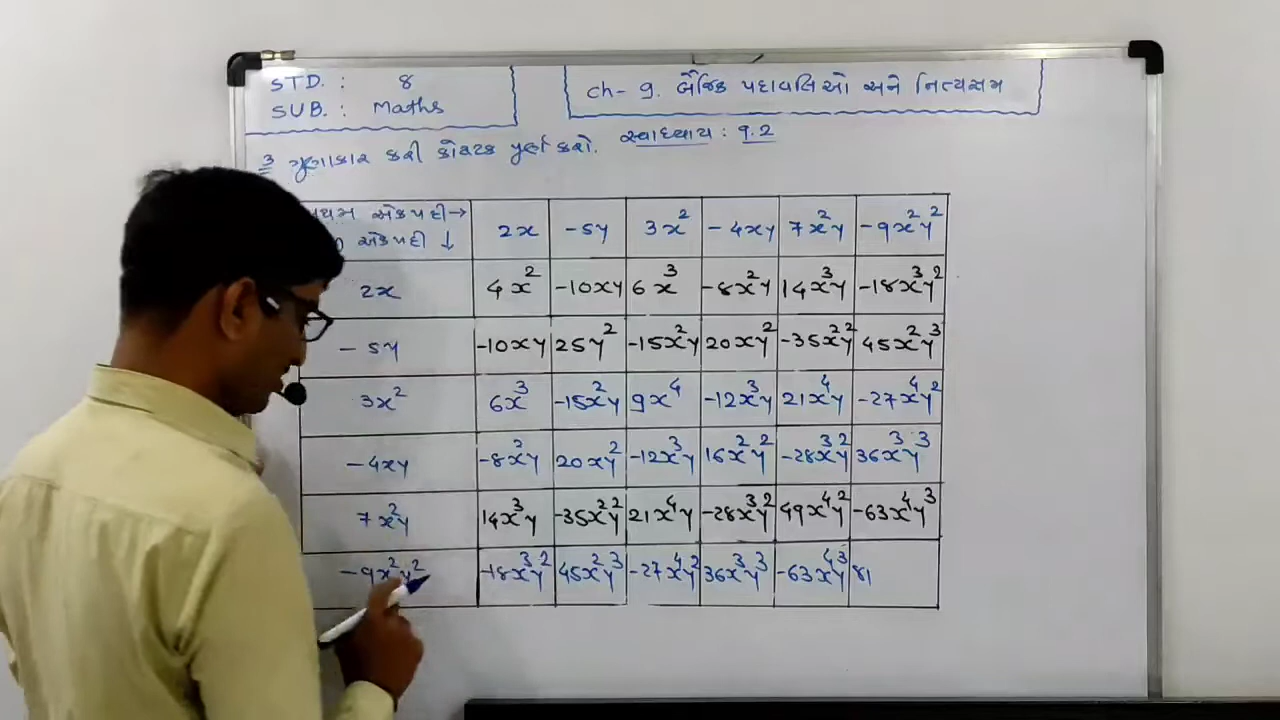 STD. : 8
SUB. : Maths
ch- 9. બૈજિક પદાવલિઓ અને નિત્યસમ
સ્વાધ્યાય : 9.2
3 ગુણાકાર કરી કોષ્ટક પૂર્ણ કરો.
એકપદી → 2x -5y 3x² -4xy 7x²y -9x²y²
એકપદી ↓
2x 4x² -10xy 6x³ -8x²y 14x³y -18x³y²
-5y -10xy 25y² -15x²y 20xy² -35x²y² 45x²y³
3x² 6x³ -15x²y 9x⁴ -12x³y 21x⁴y -27x⁴y²
-4xy -8x²y 20xy² -12x³y 16x²y² -28x³y² 36x³y³
7x²y 14x³y -35x²y² 21x⁴y -28x³y² 49x⁴y² -63x⁴y³
-9x²y² -18x³y² 45x²y³ -27x⁴y² 36x³y³ -63x⁴y³ 81